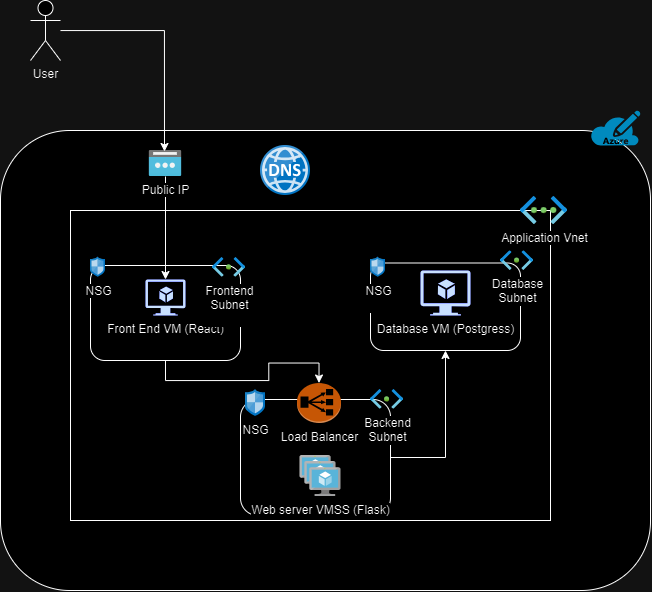 User
Azure
DNS
Public IP
Application Vnet
NSG
Frontend
Subnet
Front End VM (React)
NSG
Database
Subnet
Database VM (Postgress)
NSG
Load Balancer
Backend
Subnet
Web server VMSS (Flask)